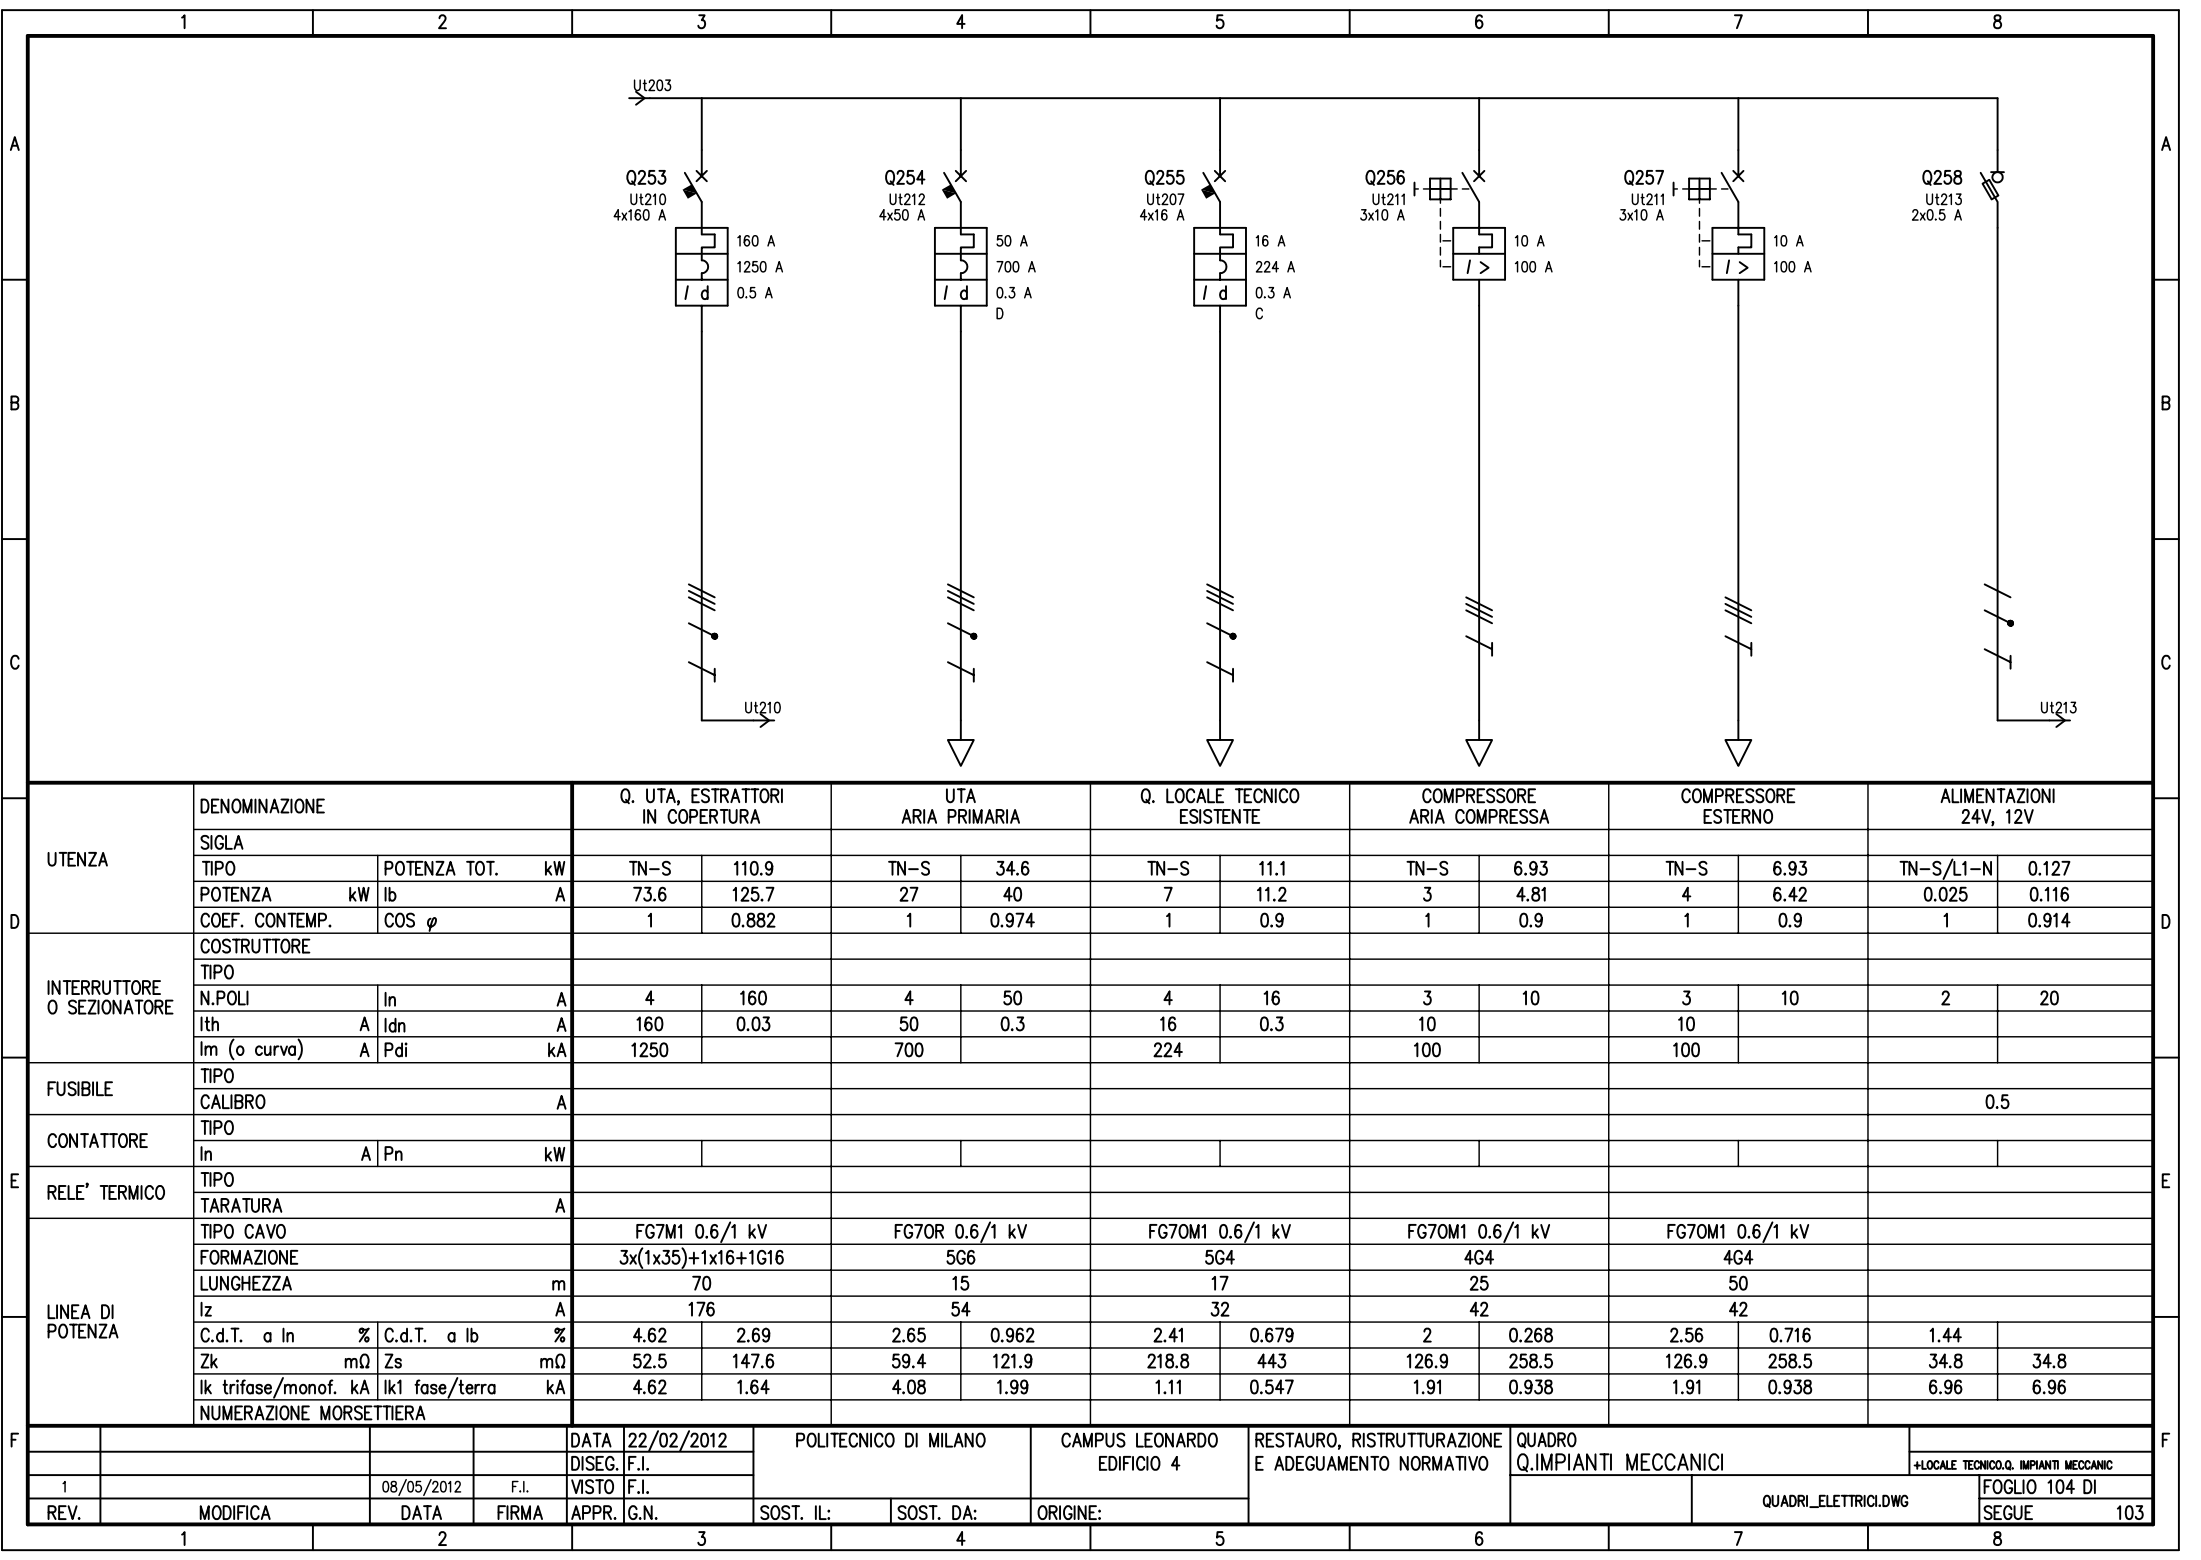 1 2 3 4 5 6 7 8
Ut203
A A
Q253 Q254 Q255 Q256 Q257 Q258
Ut210 Ut212 Ut207 Ut211 Ut211 Ut213
4x160 A 4x50 A 4x16 A 3x10 A 3x10 A 2x0.5 A
160 A 50 A 16 A 10 A 10 A
1250 A 700 A 224 A I > 100 A I > 100 A
I d 0.5 A I d 0.3 A I d 0.3 A
D C
B B
C C
Ut210 Ut213
UTENZA
DENOMINAZIONE Q. UTA, ESTRATTORI IN COPERTURA UTA ARIA PRIMARIA Q. LOCALE TECNICO ESISTENTE COMPRESSORE ARIA COMPRESSA COMPRESSORE ESTERNO ALIMENTAZIONI 24V, 12V
SIGLA
TIPO POTENZA TOT. kW TN-S 110.9 TN-S 34.6 TN-S 11.1 TN-S 6.93 TN-S 6.93 TN-S/L1-N 0.127
POTENZA kW Ib A 73.6 125.7 27 40 7 11.2 3 4.81 4 6.42 0.025 0.116
D COEF. CONTEMP. COS φ 1 0.882 1 0.974 1 0.9 1 0.9 1 0.9 1 0.914 D
INTERRUTTORE
O SEZIONATORE
COSTRUTTORE
TIPO
N.POLI In A 4 160 4 50 4 16 3 10 3 10 2 20
Ith A Idn A 160 0.03 50 0.3 16 0.3 10 10
Im (o curva) A Pdi kA 1250 700 224 100 100
FUSIBILE
TIPO
CALIBRO A 0.5
CONTATTORE
TIPO
In A Pn kW
E E
RELE' TERMICO
TIPO
TARATURA A
LINEA DI
POTENZA
TIPO CAVO FG7M1 0.6/1 kV FG7OR 0.6/1 kV FG7OM1 0.6/1 kV FG7OM1 0.6/1 kV FG7OM1 0.6/1 kV
FORMAZIONE 3x(1x35)+1x16+1G16 5G6 5G4 4G4 4G4
LUNGHEZZA m 70 15 17 25 50
Iz A 176 54 32 42 42
C.d.T. a In % C.d.T. a Ib % 4.62 2.69 2.65 0.962 2.41 0.679 2 0.268 2.56 0.716 1.44
Zk mΩ Zs mΩ 52.5 147.6 59.4 121.9 218.8 443 126.9 258.5 126.9 258.5 34.8 34.8
Ik trifase/monof. kA Ik1 fase/terra kA 4.62 1.64 4.08 1.99 1.11 0.547 1.91 0.938 1.91 0.938 6.96 6.96
NUMERAZIONE MORSETTIERA
F F
DATA 22/02/2012 POLITECNICO DI MILANO CAMPUS LEONARDO RESTAURO, RISTRUTTURAZIONE QUADRO
DISEG. F.I. EDIFICIO 4 E ADEGUAMENTO NORMATIVO Q.IMPIANTI MECCANICI +LOCALE TECNICO.Q. IMPIANTI MECCANIC
1 08/05/2012 F.I. VISTO F.I. QUADRI_ELETTRICI.DWG FOGLIO 104 DI
REV. MODIFICA DATA FIRMA APPR. G.N. SOST. IL: SOST. DA: ORIGINE: SEGUE 103
1 2 3 4 5 6 7 8